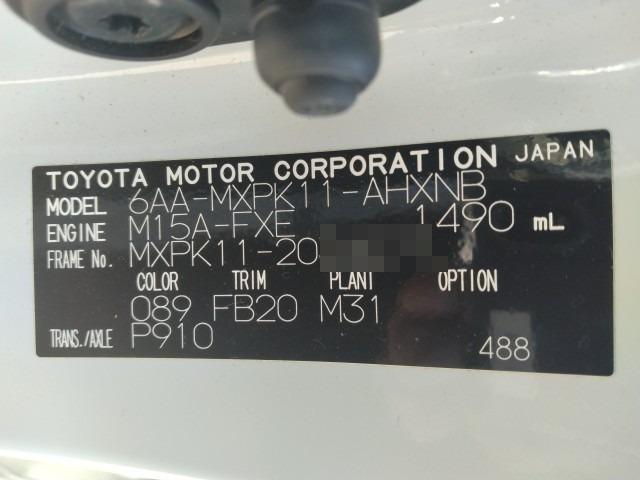 TOYOTA MOTOR CORPORATION JAPAN
MODEL 6AA-MXPK11-AHXNB
ENGINE M15A-FXE 1490 mL
FRAME No. MXPK11-20
COLOR TRIM PLANT OPTION
089 FB20 M31
TRANS./AXLE P910
488